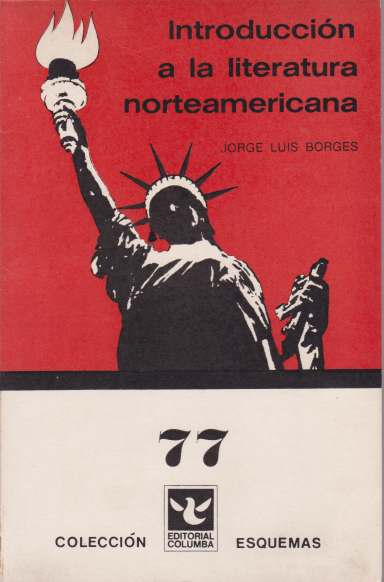 Introducción
a la literatura
norteamericana
JORGE LUIS BORGES
77
COLECCIÓN
EDITORIAL
COLUMBA
ESQUEMAS